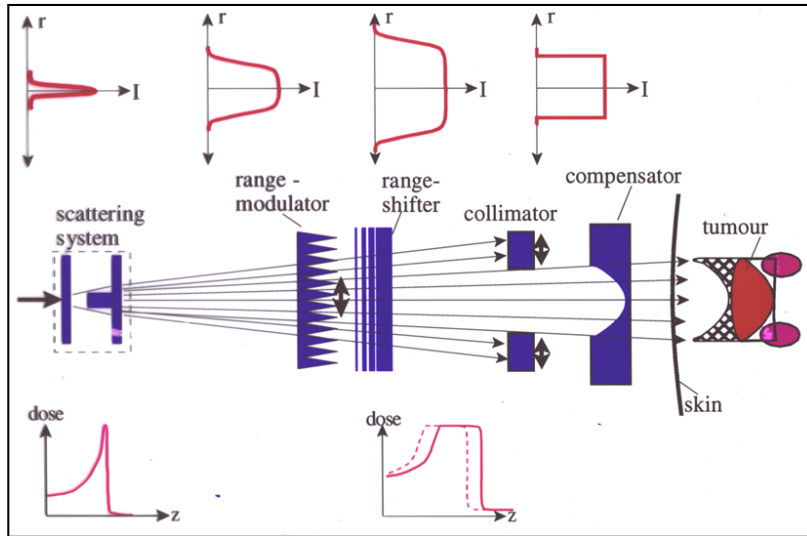 r
r
r
r
I
I
I
I
range -
modulator
range-
shifter
compensator
collimator
scattering
system
tumour
skin
dose
z
dose
z